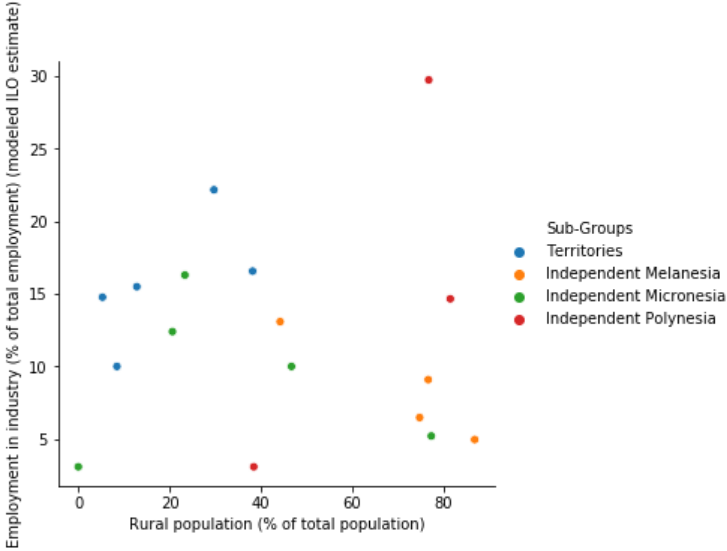 Employment in industry (% of total employment) (modeled ILO estimate)
30
25
20
15
10
5
0
20
40
60
80
Rural population (% of total population)
Sub-Groups
Territories
Independent Melanesia
Independent Micronesia
Independent Polynesia